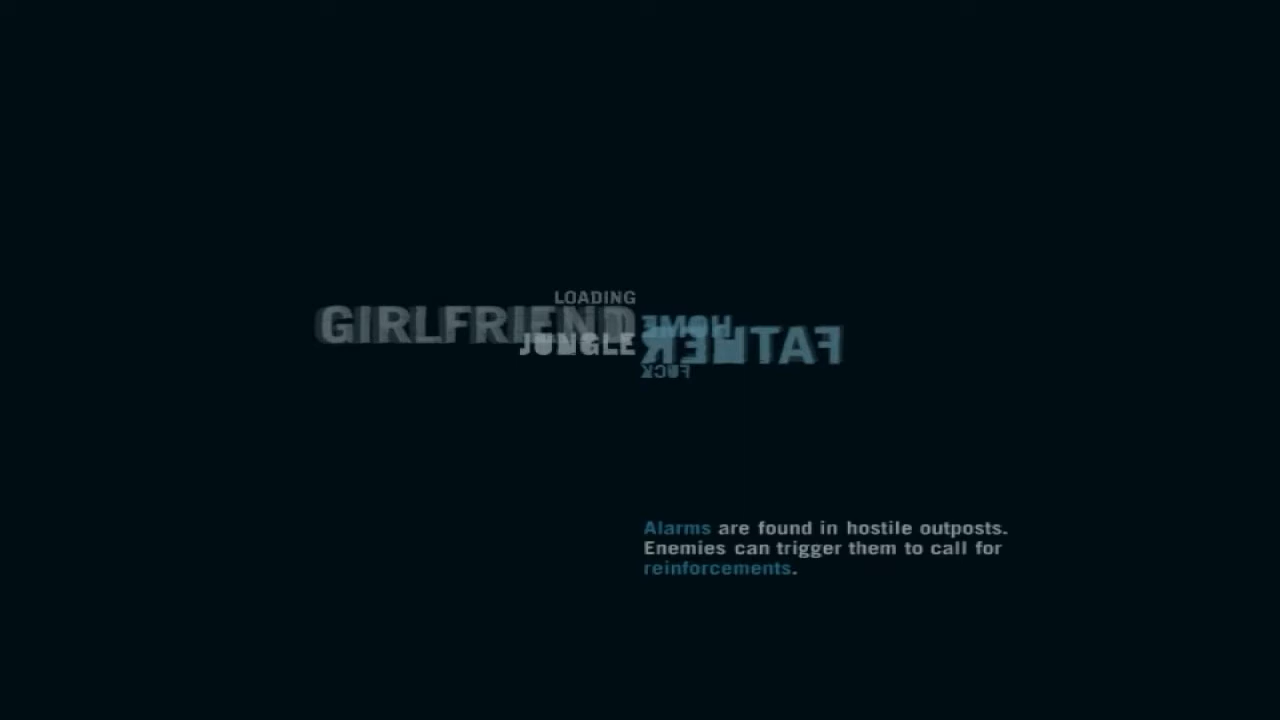 LOADING
GIRLFRIEND
JUNGLE
HOME
FATHER
FUCK
Alarms are found in hostile outposts.
Enemies can trigger them to call for
reinforcements.